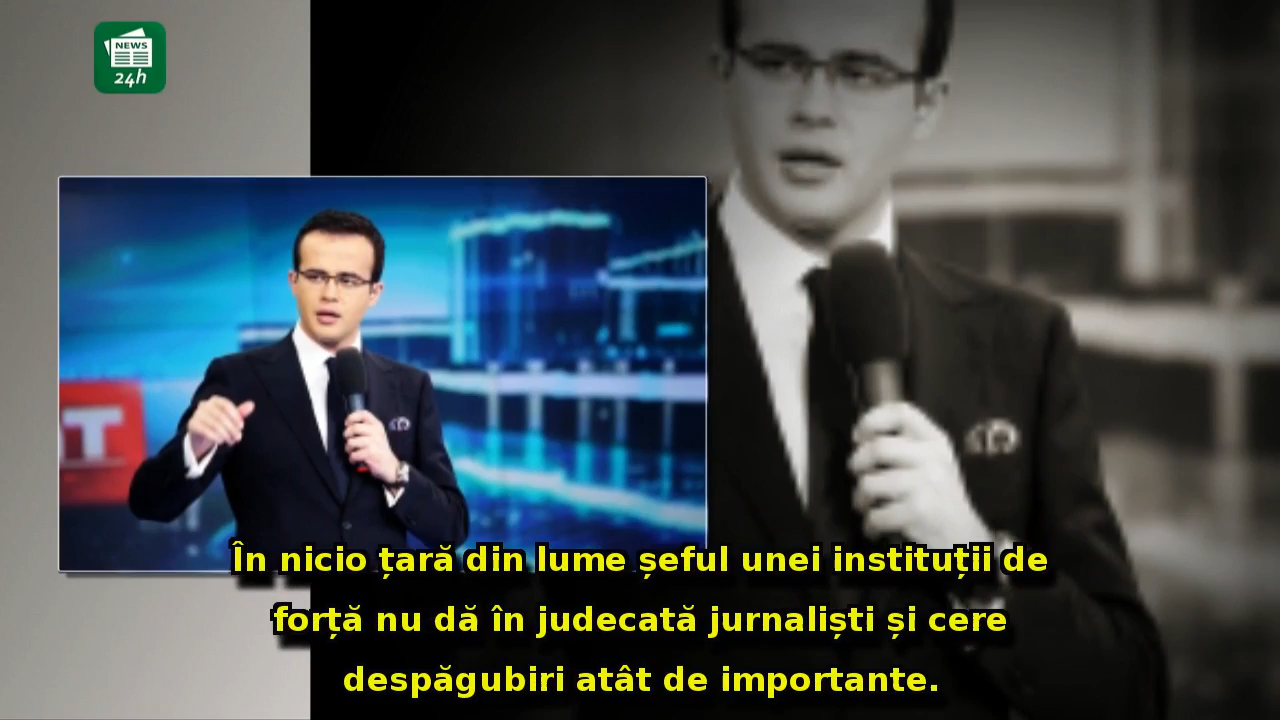 NEWS
24h
T
În nicio țară din lume șeful unei instituții de
forță nu dă în judecată jurnaliști și cere
despăgubiri atât de importante.